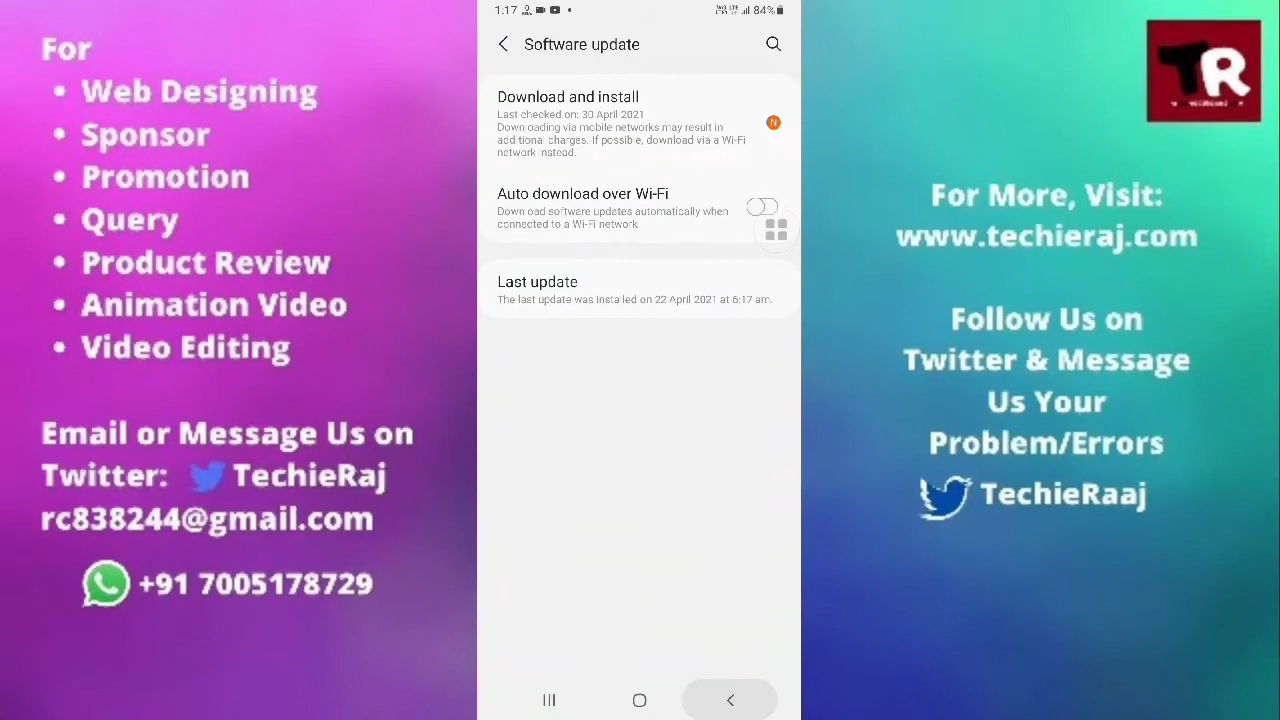 For
• Web Designing
• Sponsor
• Promotion
• Query
• Product Review
• Animation Video
• Video Editing
Email or Message Us on
Twitter: TechieRaj
rc838244@gmail.com
+91 7005178729
1.17
84%
Software update
Download and install
Last checked on: 30 April 2021
Downloading via mobile networks may result in
additional charges. If possible, download via a Wi-Fi
network instead.
N
Auto download over Wi-Fi
Download software updates automatically when
connected to a Wi-Fi network
Last update
The last update was installed on 22 April 2021 at 6:17 am.
TR
For More, Visit:
www.techieraj.com
Follow Us on
Twitter & Message
Us Your
Problem/Errors
TechieRaaj